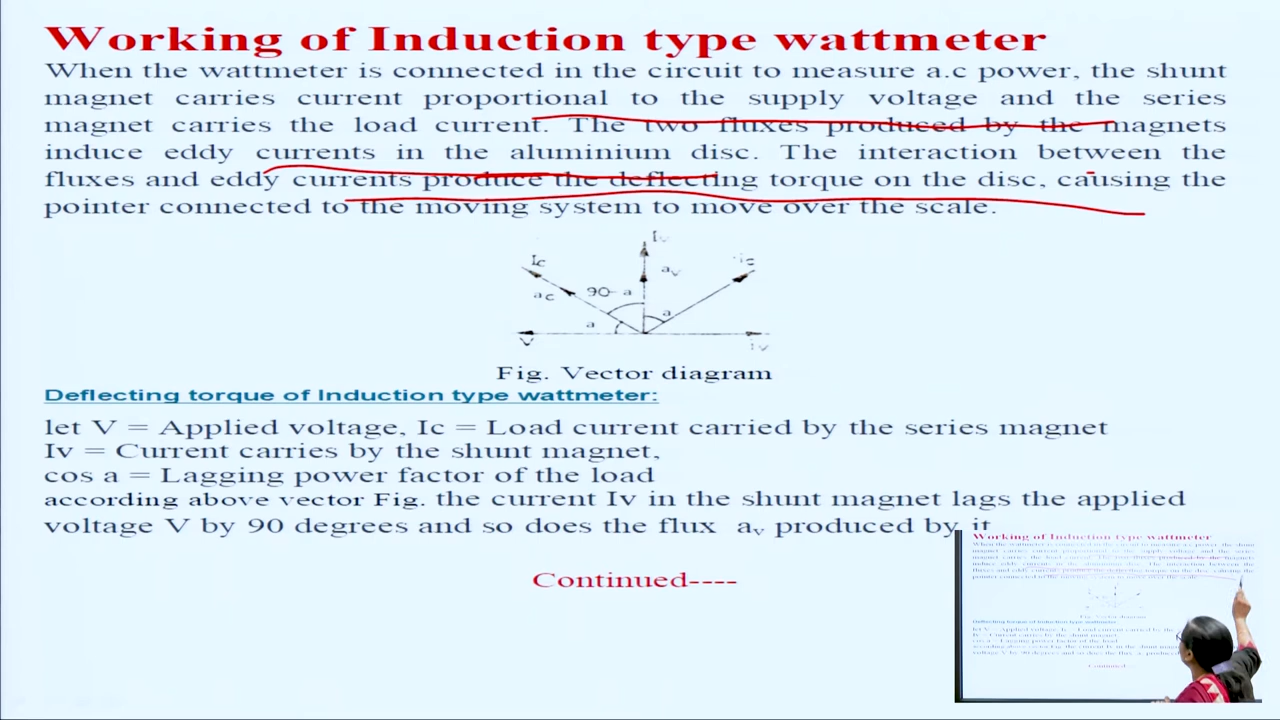 Working of Induction type wattmeter
When the wattmeter is connected in the circuit to measure a.c power, the shunt
magnet carries current proportional to the supply voltage and the series
magnet carries the load current. The two fluxes produced by the magnets
induce eddy currents in the aluminium disc. The interaction between the
fluxes and eddy currents produce the deflecting torque on the disc, causing the
pointer connected to the moving system to move over the scale.
Iv
Ic
av
ic
ac
90-a
a
a
V
iv
Fig. Vector diagram
Deflecting torque of Induction type wattmeter:
let V = Applied voltage, Ic = Load current carried by the series magnet
Iv = Current carries by the shunt magnet,
cos a = Lagging power factor of the load
according above vector Fig. the current Iv in the shunt magnet lags the applied
voltage V by 90 degrees and so does the flux av produced by it
Continued----
Working of Induction type wattmeter